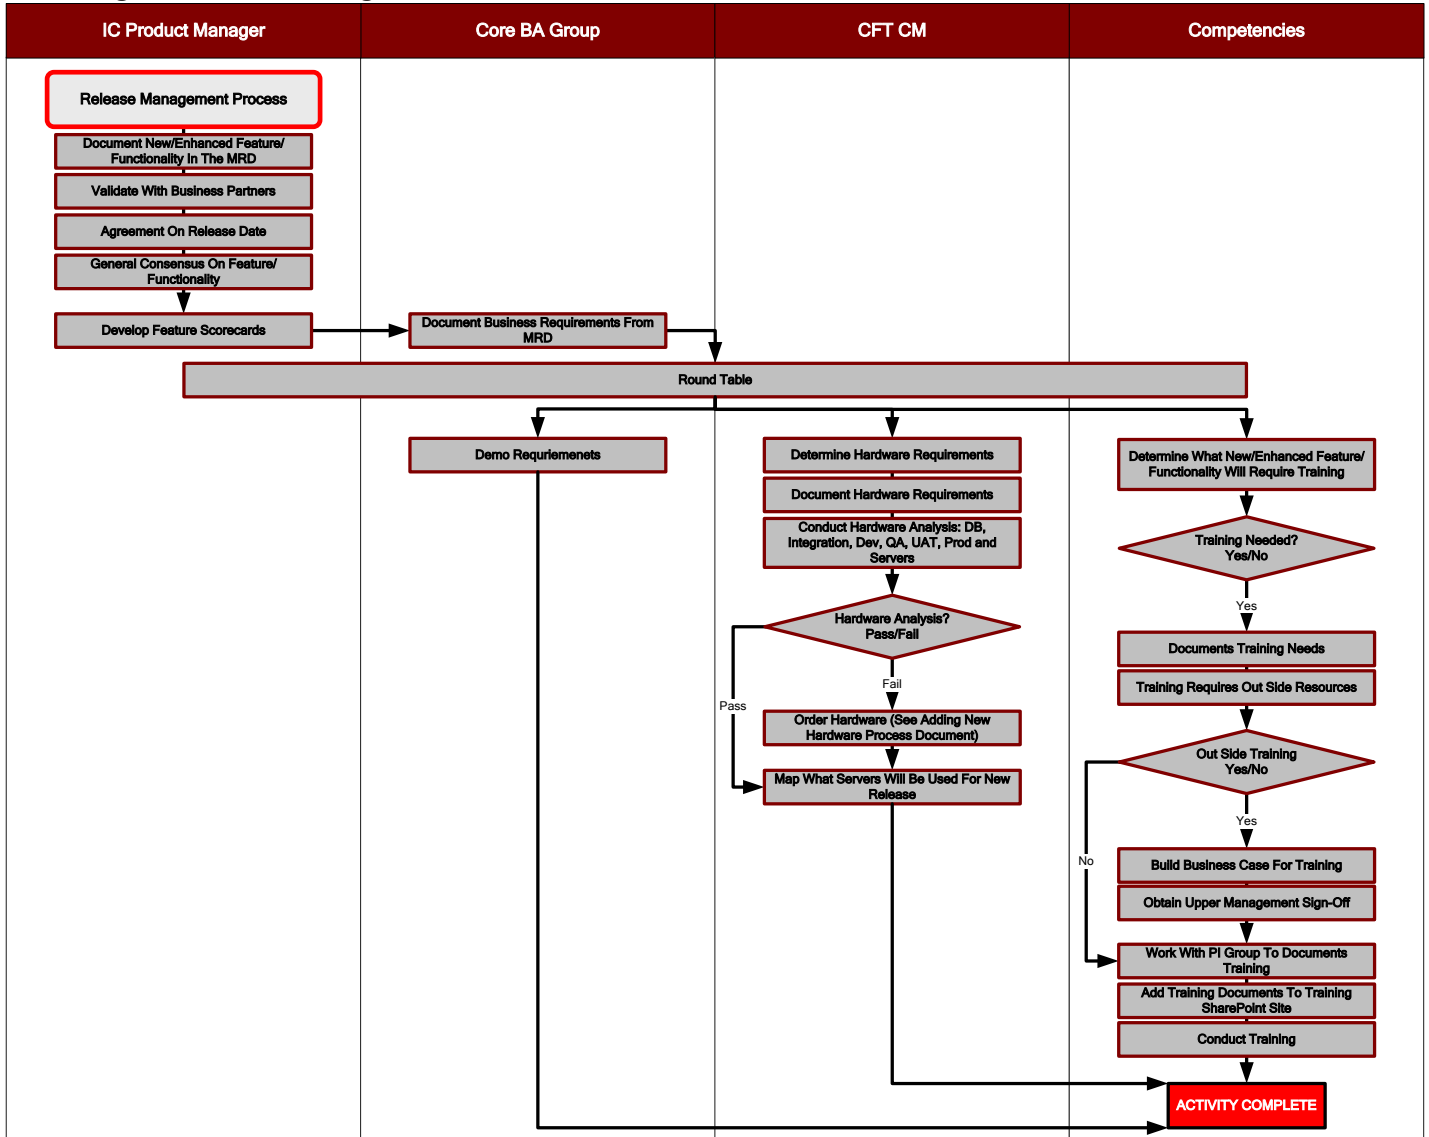 IC Product Manager
Core BA Group
CFT CM
Competencies
Release Management Process
Document New/Enhanced Feature/
Functionality In The MRD
Validate With Business Partners
Agreement On Release Date
General Consensus On Feature/
Functionality
Develop Feature Scorecards
Document Business Requirements From
MRD
Round Table
Demo Requriemenets
Determine Hardware Requirements
Document Hardware Requirements
Conduct Hardware Analysis: DB,
Integration, Dev, QA, UAT, Prod and
Servers
Hardware Analysis?
Pass/Fail
Fail
Pass
Order Hardware (See Adding New
Hardware Process Document)
Map What Servers Will Be Used For New
Release
Determine What New/Enhanced Feature/
Functionality Will Require Training
Training Needed?
Yes/No
Yes
Documents Training Needs
Training Requires Out Side Resources
Out Side Training
Yes/No
Yes
No
Build Business Case For Training
Obtain Upper Management Sign-Off
Work With PI Group To Documents
Training
Add Training Documents To Training
SharePoint Site
Conduct Training
ACTIVITY COMPLETE